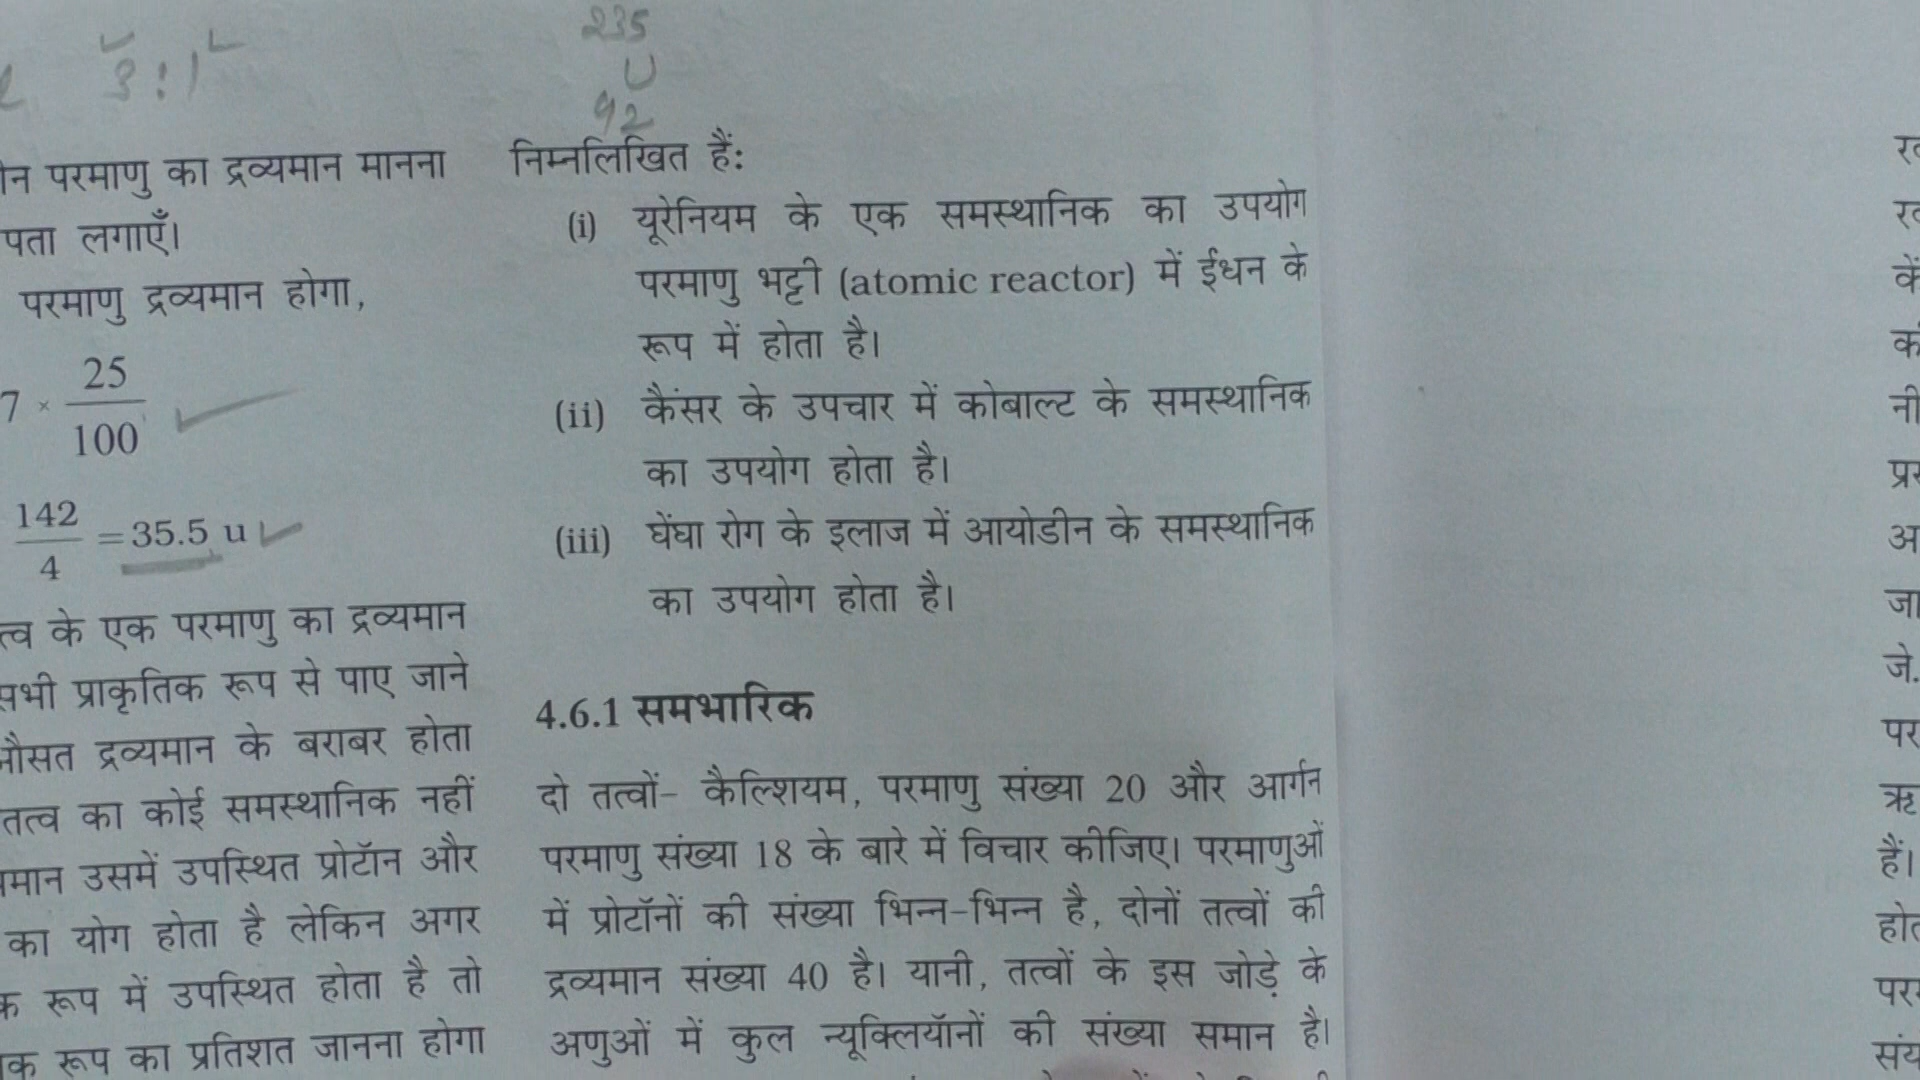 3:1
न परमाणु का द्रव्यमान मानना
पता लगाएँ।
परमाणु द्रव्यमान होगा,
7 × 25
100
142
4
= 35.5 u
के एक परमाणु का द्रव्यमान
प्राकृतिक रूप से पाए जाने
द्रव्यमान के बराबर होता
तत्व का कोई समस्थानिक नहीं
उसमें उपस्थित प्रोटॉन और
का योग होता है लेकिन अगर
रूप में उपस्थित होता है तो
रूप का प्रतिशत जानना होगा
235
U
92
निम्नलिखित हैं:
(i) यूरेनियम के एक समस्थानिक का उपयोग
परमाणु भट्टी (atomic reactor) में ईंधन के
रूप में होता है।
(ii) कैंसर के उपचार में कोबाल्ट के समस्थानिक
का उपयोग होता है।
(iii) घेंघा रोग के इलाज में आयोडीन के समस्थानिक
का उपयोग होता है।
4.6.1 समभारिक
दो तत्वों- कैल्शियम, परमाणु संख्या 20 और आर्गन
परमाणु संख्या 18 के बारे में विचार कीजिए। परमाणुओं
में प्रोटॉनों की संख्या भिन्न-भिन्न है, दोनों तत्वों की
द्रव्यमान संख्या 40 है। यानी, तत्वों के इस जोड़े के
अणुओं में कुल न्यूक्लियॉनों की संख्या समान है।